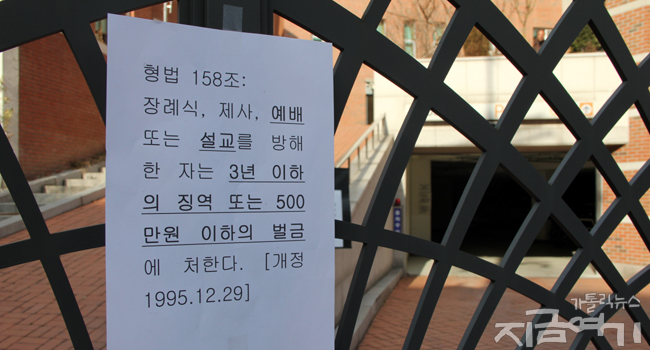 형법 158조:
장례식, 제사, 예배
또는 설교를 방해
한 자는 3년 이하
의 징역 또는 500
만원 이하의 벌금
에 처한다. [개정
1995.12.29]
가톨릭뉴스
지금여기